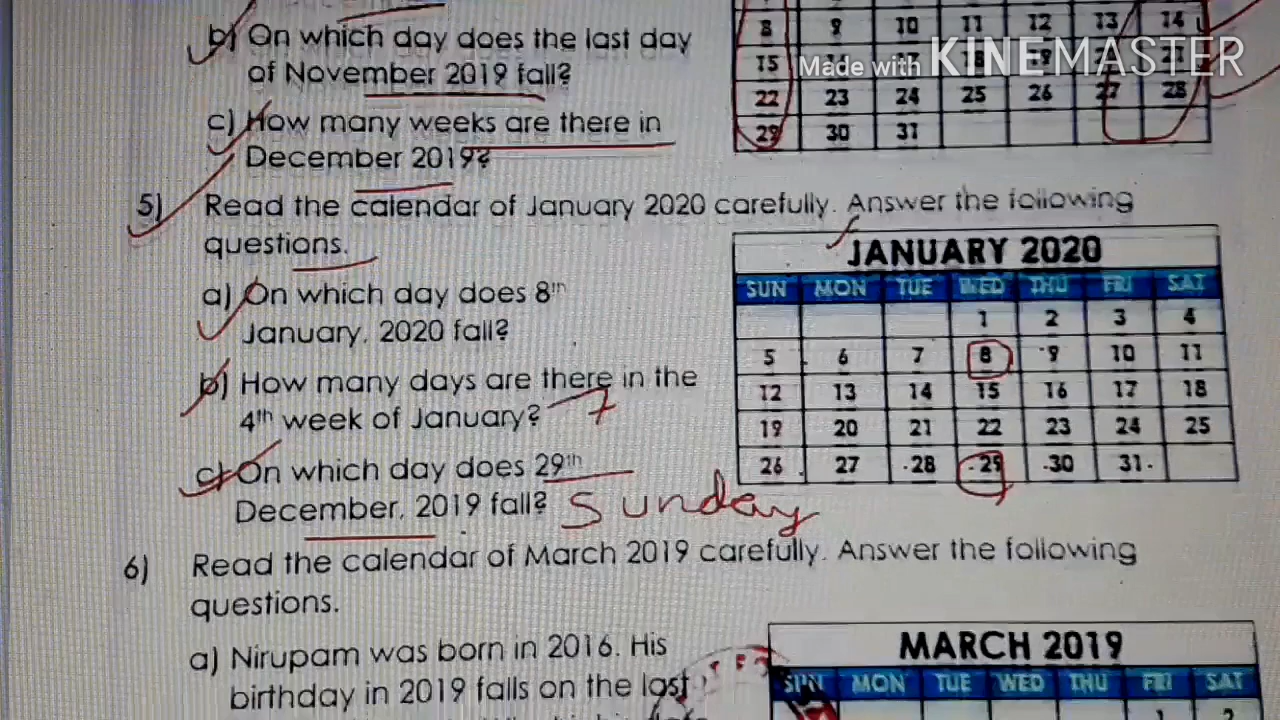 b) On which day does the last day
of November 2019 fall?
c) How many weeks are there in
December 2019?
8 9 10 11 12 13 14
15
22 23 24 25 26 27 28
29 30 31
Made with KINEMASTER
5) Read the calendar of January 2020 carefully. Answer the following
questions.
a) On which day does 8th
January, 2020 fall?
b) How many days are there in the
4th week of January? 7
c) On which day does 29th
December, 2019 fall? Sunday
JANUARY 2020
SUN MON TUE WED THU FRI SAT
1 2 3 4
5 6 7 8 9 10 11
12 13 14 15 16 17 18
19 20 21 22 23 24 25
26 27 28 29 30 31
6) Read the calendar of March 2019 carefully. Answer the following
questions.
a) Nirupam was born in 2016. His
birthday in 2019 falls on the last
MARCH 2019
SUN MON TUE WED THU FRI SAT
1 2